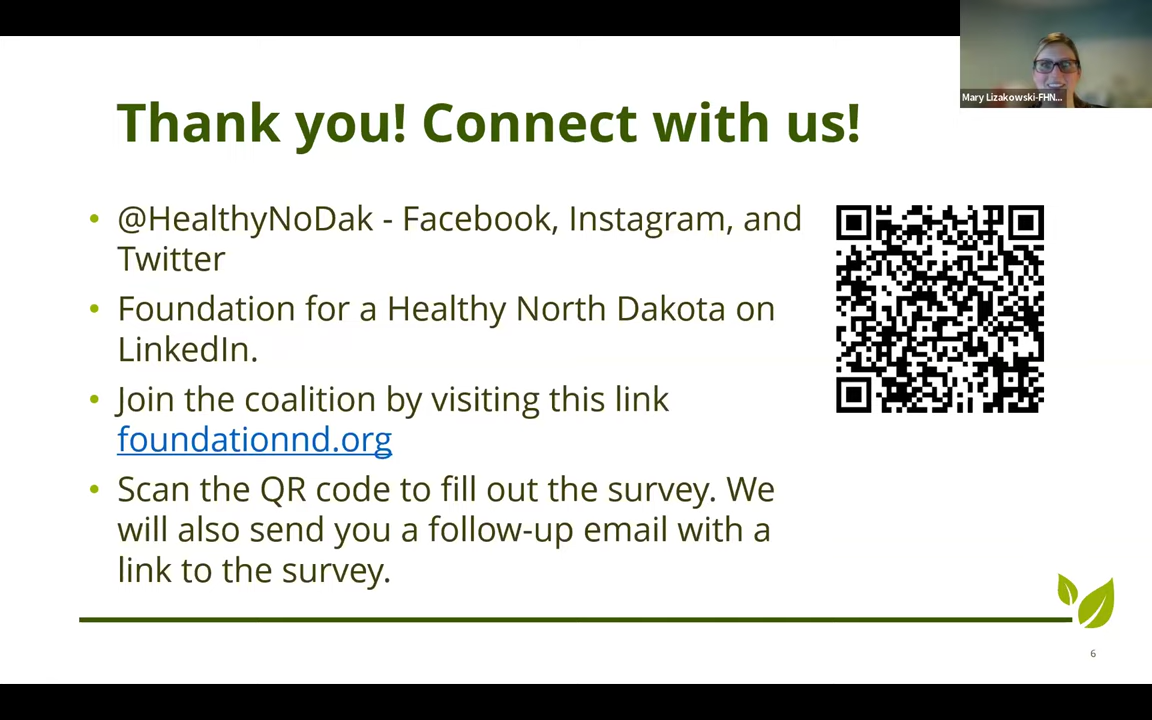 Mary Lizakowski-FHN...
Thank you! Connect with us!
• @HealthyNoDak - Facebook, Instagram, and
Twitter
• Foundation for a Healthy North Dakota on
LinkedIn.
• Join the coalition by visiting this link
foundationnd.org
• Scan the QR code to fill out the survey. We
will also send you a follow-up email with a
link to the survey.
6